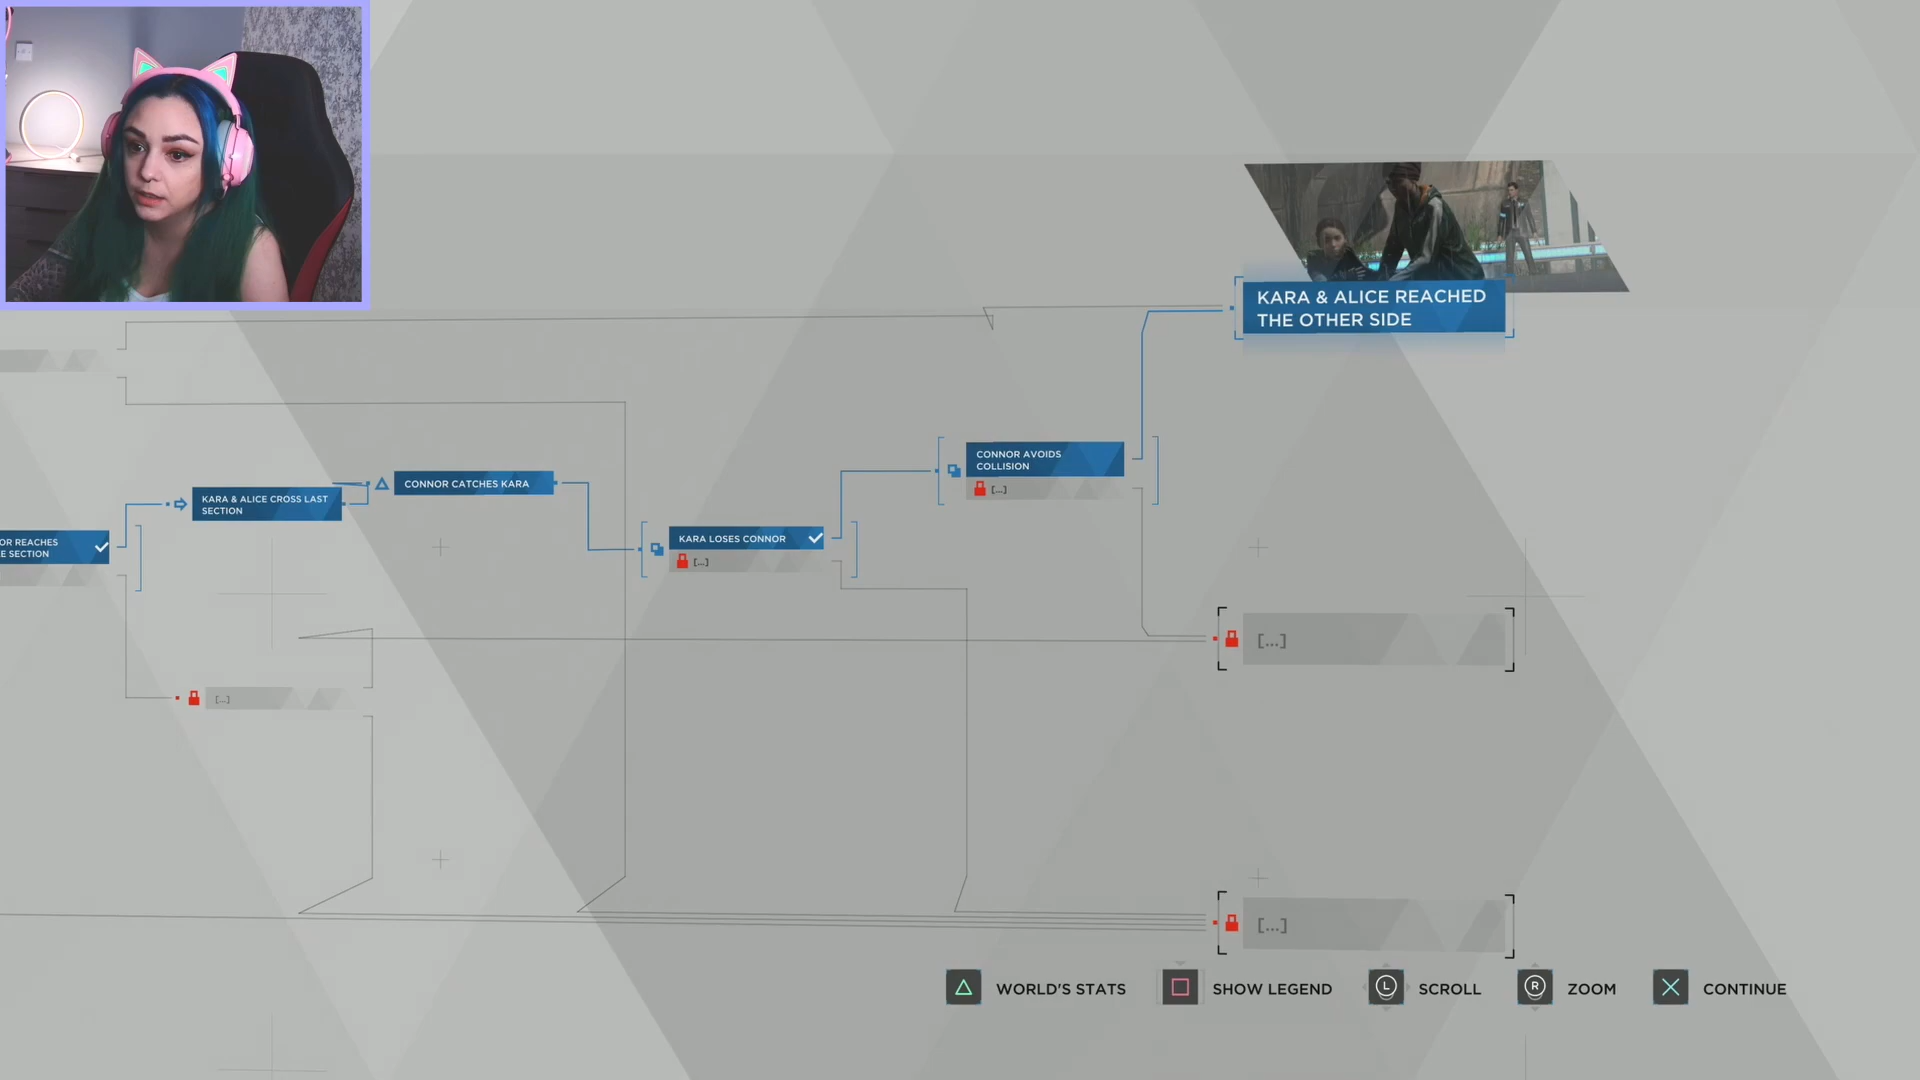 KARA & ALICE REACHED
THE OTHER SIDE
CONNOR AVOIDS
COLLISION
[...]
CONNOR CATCHES KARA
KARA & ALICE CROSS LAST
SECTION
OR REACHES
E SECTION
KARA LOSES CONNOR
[...]
[...]
[...]
[...]
L
R
WORLD'S STATS
SHOW LEGEND
SCROLL
ZOOM
CONTINUE